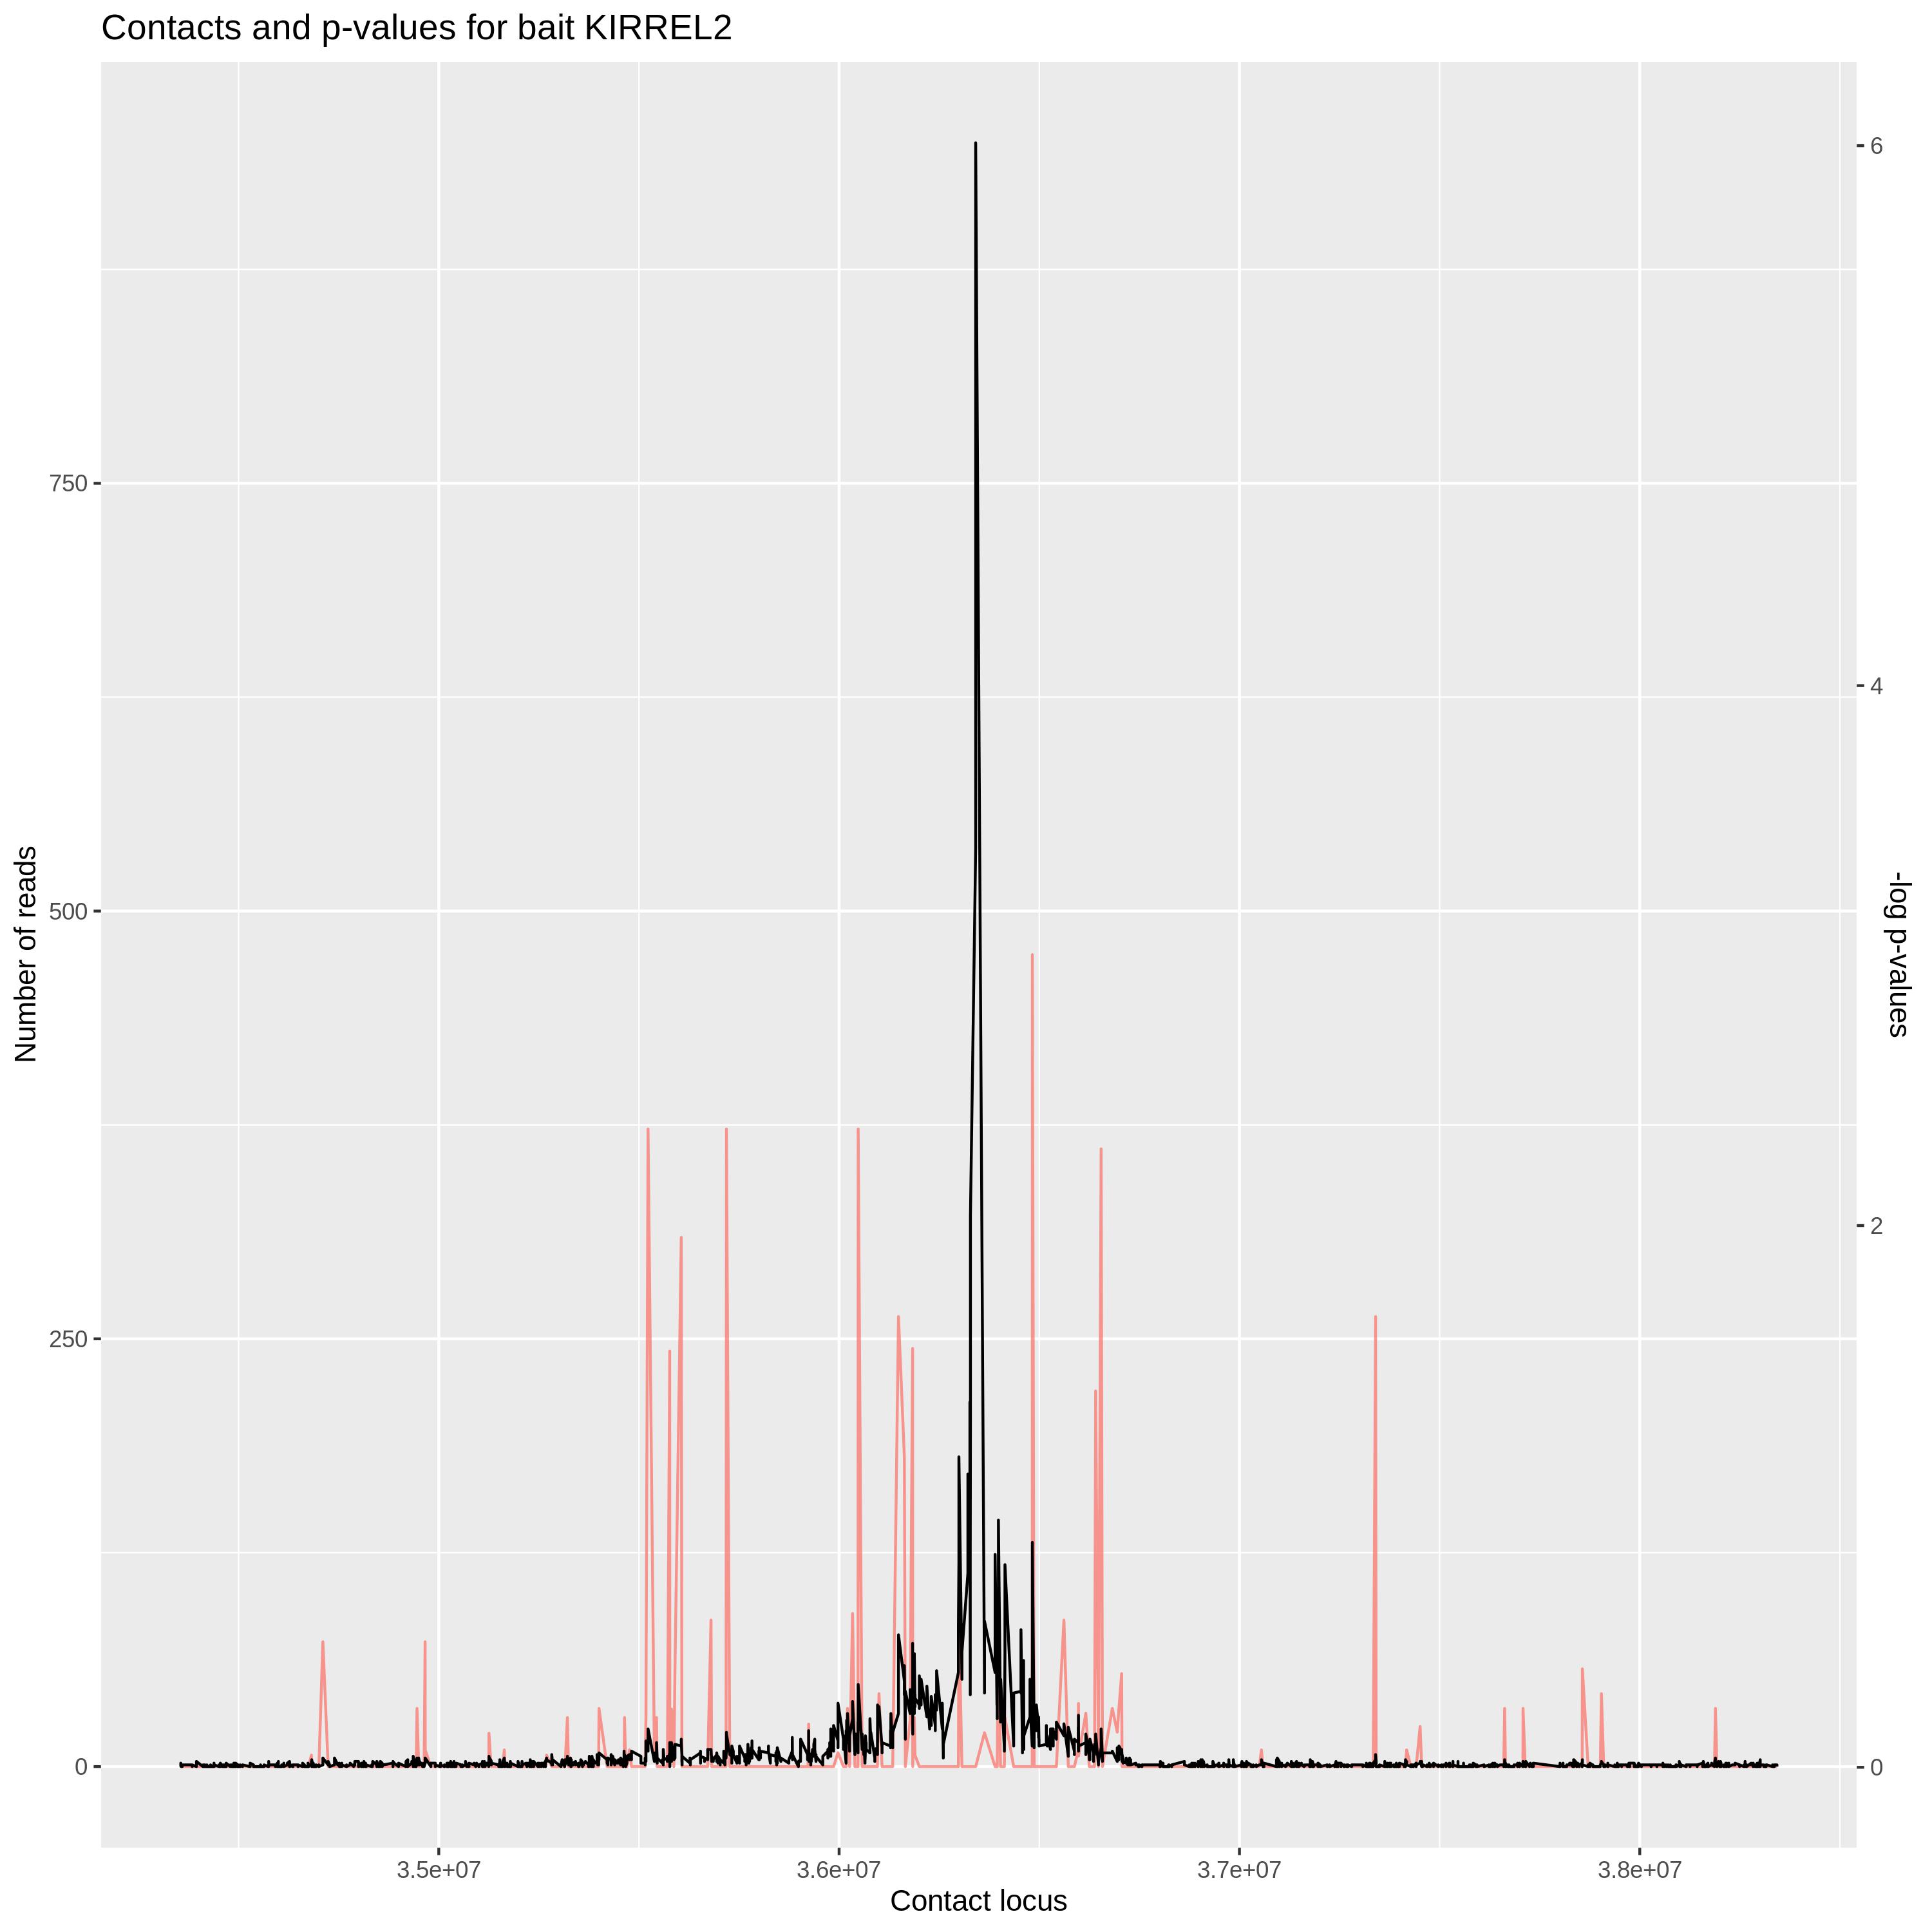 Contacts and p-values for bait KIRREL2
Number of reads
750
500
250
0
6
4
2
0
-log p-values
3.5e+07
3.6e+07
3.7e+07
3.8e+07
Contact locus